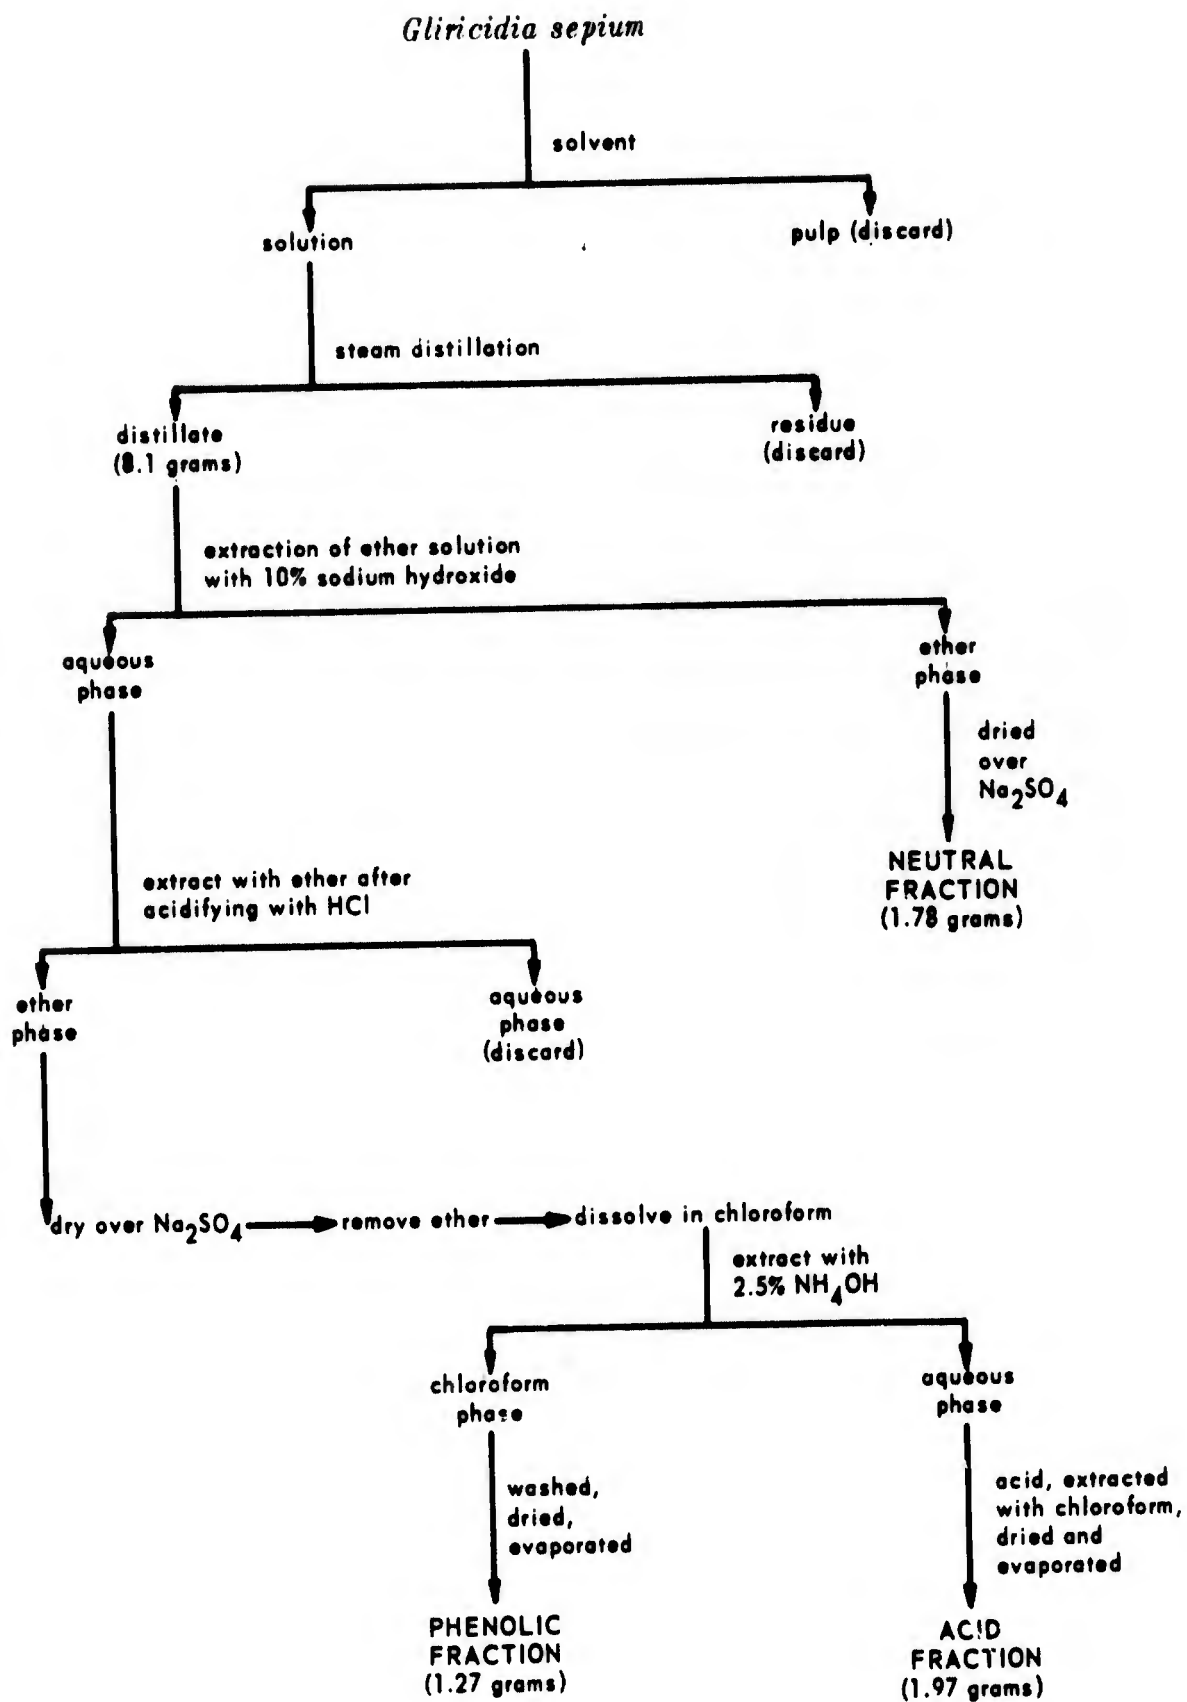 Gliricidia sepium
solvent
solution
pulp (discard)
steam distillation
distillate
(8.1 grams)
residue
(discard)
extraction of ether solution
with 10% sodium hydroxide
aqueous
phase
ether
phase
dried
over
Na2SO4
NEUTRAL
FRACTION
(1.78 grams)
extract with ether after
acidifying with HCl
ether
phase
aqueous
phase
(discard)
dry over Na2SO4
remove ether
dissolve in chloroform
extract with
2.5% NH4OH
chloroform
phase
aqueous
phase
washed,
dried,
evaporated
acid, extracted
with chloroform,
dried and
evaporated
PHENOLIC
FRACTION
(1.27 grams)
ACID
FRACTION
(1.97 grams)